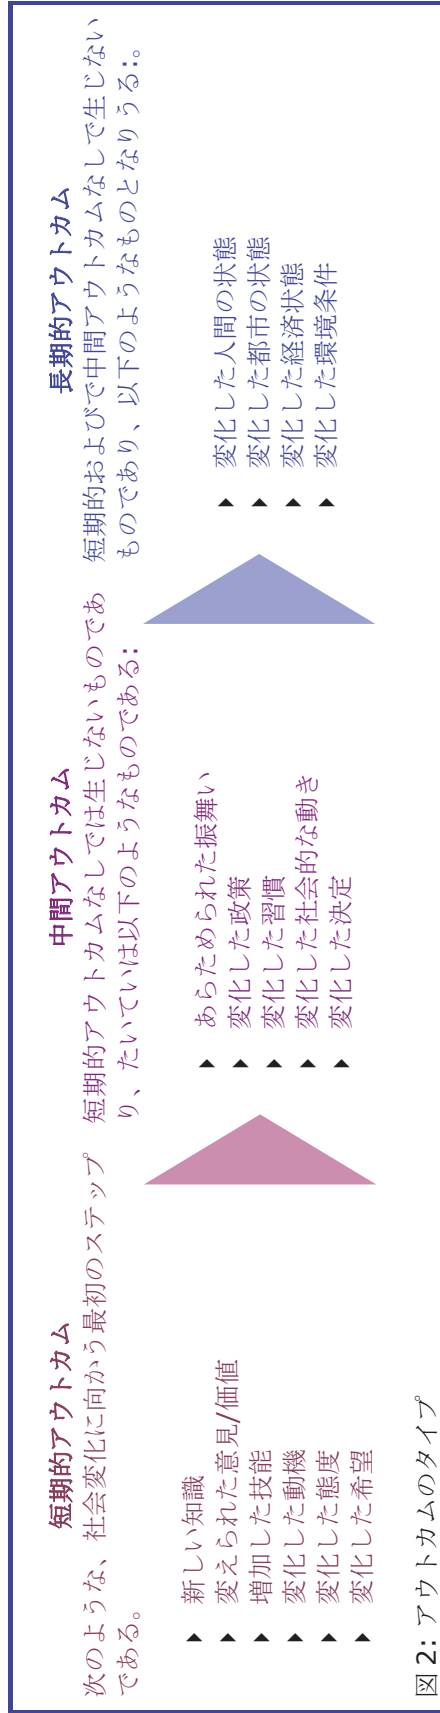 短期的アウトカム
次のような、社会変化に向かう最初のステップ
である。
▶ 新しい知識
▶ 変えられた意見/価値
▶ 増加した技能
▶ 変化した動機
▶ 変化した態度
▶ 変化した希望
中間アウトカム
短期的アウトカムなしでは生じないものであ
り、たいていは以下のようなものである:
▶ あらためられた振舞い
▶ 変化した政策
▶ 変化した習慣
▶ 変化した社会的な動き
▶ 変化した決定
長期的アウトカム
短期的およびで中間アウトカムなしで生じない
ものであり、以下のようなものとなりうる:。
▶ 変化した人間の状態
▶ 変化した都市の状態
▶ 変化した経済状態
▶ 変化した環境条件
図 2: アウトカムのタイプ